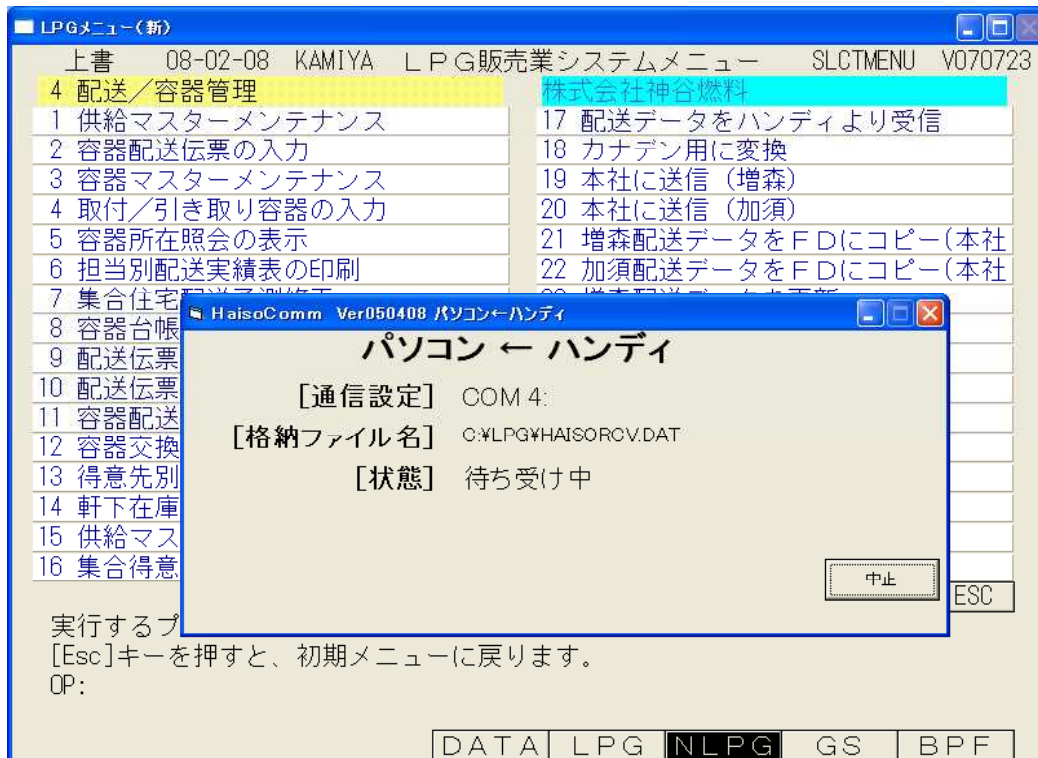 LPGメニュー(新)
上書 08-02-08 KAMIYA LPG販売業システムメニュー SLCTMENU V070723
4 配送/容器管理
株式会社神谷燃料
1 供給マスターメンテナンス
2 容器配送伝票の入力
3 容器マスターメンテナンス
4 取付/引き取り容器の入力
5 容器所在照会の表示
6 担当別配送実績表の印刷
7 集合住宅
8 容器台帳
9 配送伝票
10 配送伝票
11 容器配送
12 容器交換
13 得意先別
14 軒下在庫
15 供給マス
16 集合得意
17 配送データをハンディより受信
18 カナデン用に変換
19 本社に送信(増森)
20 本社に送信(加須)
21 増森配送データをFDにコピー(本社
22 加須配送データをFDにコピー(本社
HaisoComm Ver050408 パソコン←ハンディ
パソコン ← ハンディ
[通信設定] COM 4:
[格納ファイル名] C:¥LPG¥HAISORCV.DAT
[状態] 待ち受け中
中止
ESC
実行するプ
[Esc]キーを押すと、初期メニューに戻ります。
OP:
DATA LPG NLPG GS BPF